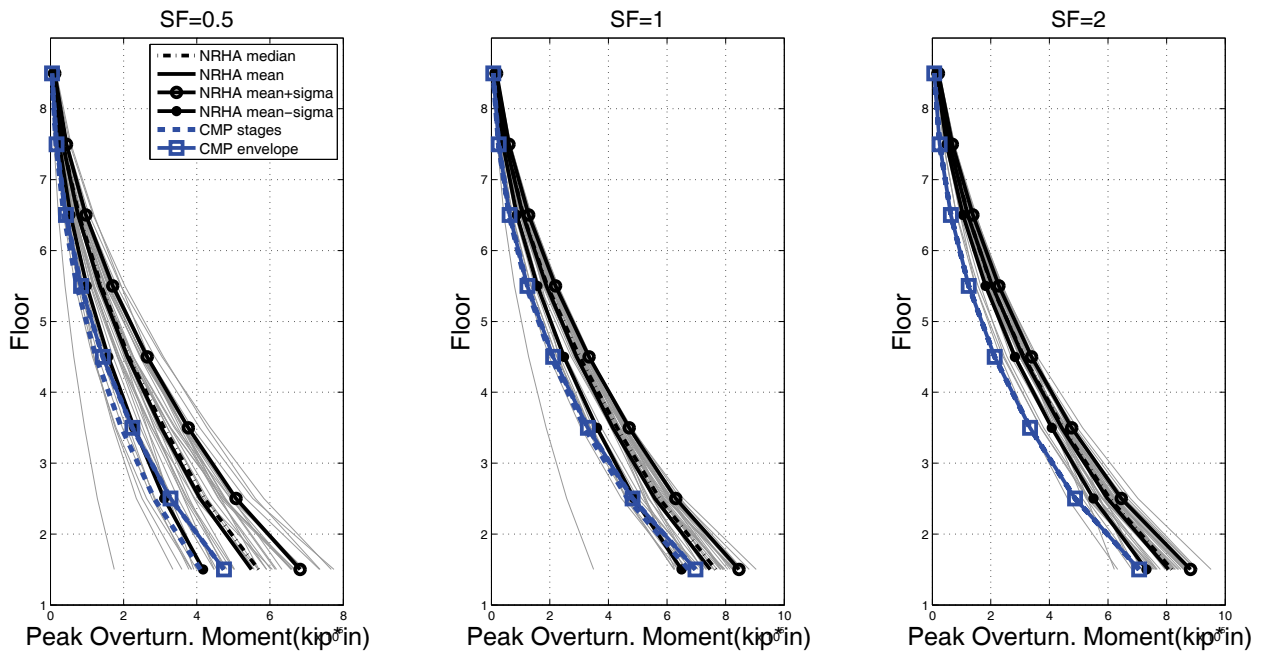 SF=0.5
SF=1
SF=2
NRHA median
NRHA mean
NRHA mean+sigma
NRHA mean−sigma
CMP stages
CMP envelope
Floor
8
7
6
5
4
3
2
1
0
2
4
6
8
Peak Overturn. Moment(kip*in)
Floor
8
7
6
5
4
3
2
1
0
2
4
6
8
10
Peak Overturn. Moment(kip*in)
Floor
8
7
6
5
4
3
2
1
0
2
4
6
8
10
Peak Overturn. Moment(kip*in)